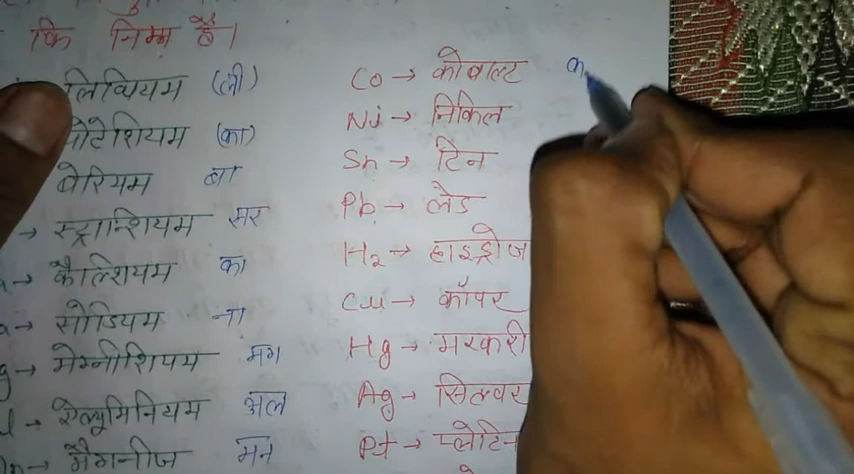 कि निम्न है।
लिथियम (ली)
पोटेशियम (का)
बेरियम बा
→ स्ट्रान्शियम सर
→ कैल्शियम का
→ सोडियम ना
g → मेग्नीशियम मग
l → ऐल्युमिनियम अल
n → मैगनीज मन
Co → कोबाल्ट क
Ni → निकिल
Sn → टिन
Pb → लैड
H₂ → हाइड्रोज
Cu → कॉपर
Hg → मरकरी
Ag → सिल्वर
Pt → प्लेटिन